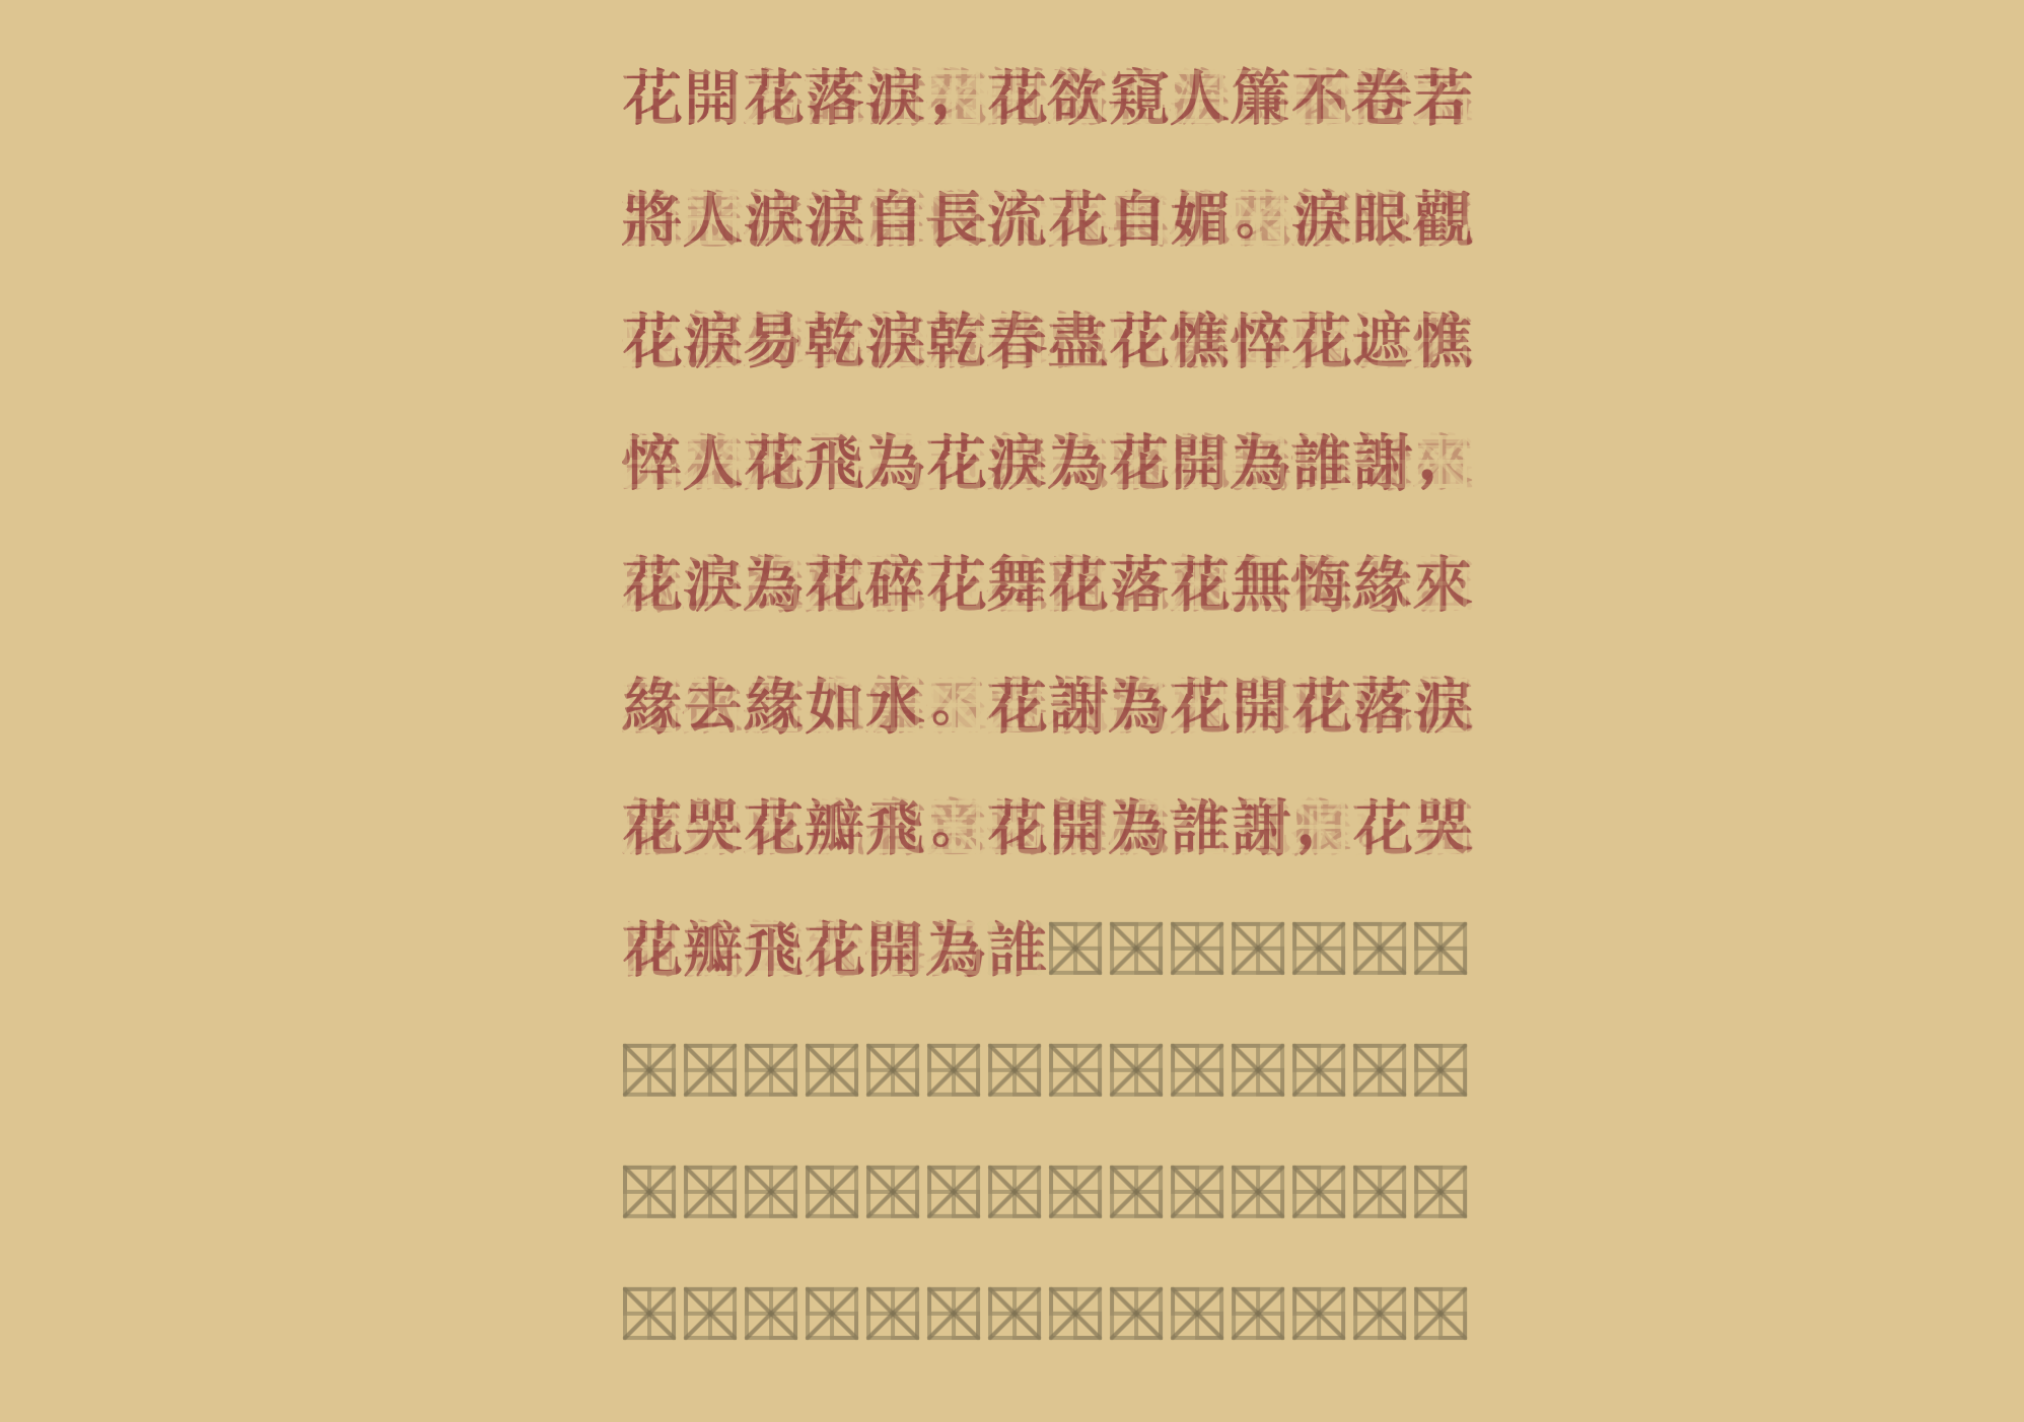 花開花落淚，花欲窺人簾不卷若
將人淚淚自長流花自媚。淚眼觀
花淚易乾淚乾春盡花憔悴花遮憔
悴人花飛為花淚為花開為誰謝，
花淚為花碎花舞花落花無悔緣來
緣去緣如水。花謝為花開花落淚
花哭花瓣飛。花開為誰謝，花哭
花瓣飛花開為誰